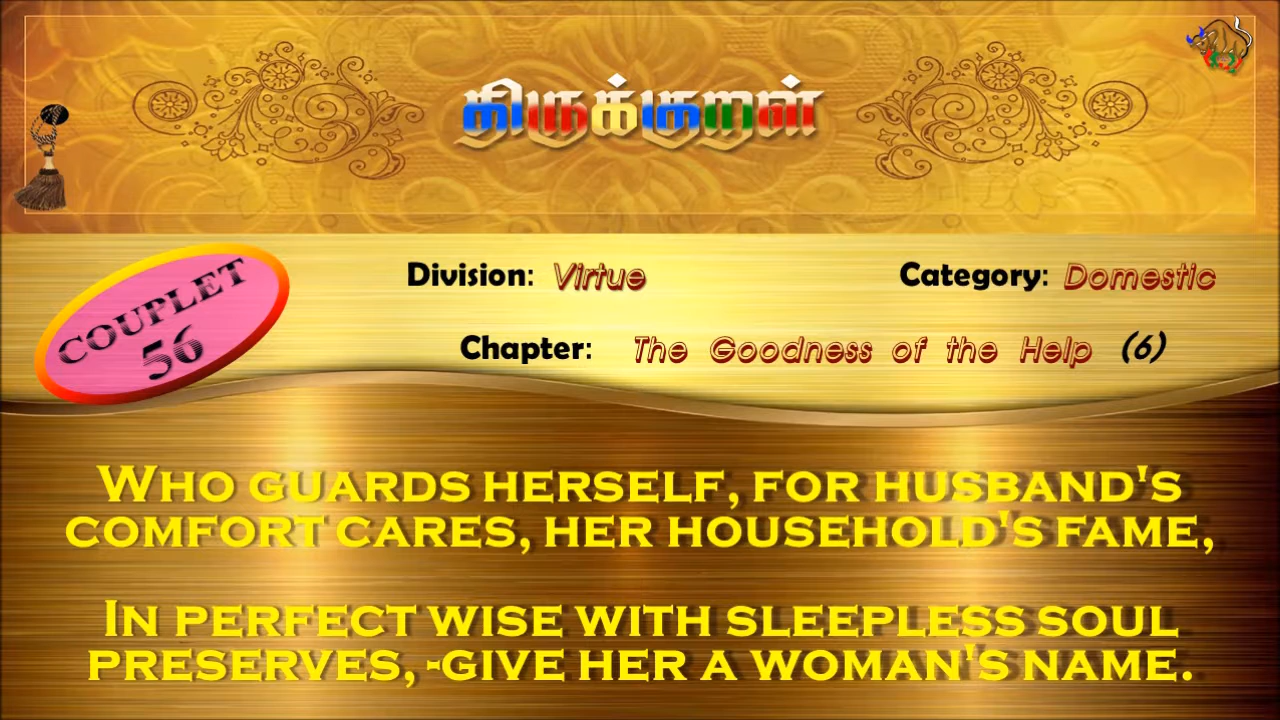 திருக்குறள்
COUPLET
56
Division: Virtue
Category: Domestic
Chapter: The Goodness of the Help (6)
WHO GUARDS HERSELF, FOR HUSBAND'S
COMFORT CARES, HER HOUSEHOLD'S FAME,
IN PERFECT WISE WITH SLEEPLESS SOUL
PRESERVES, -GIVE HER A WOMAN'S NAME.